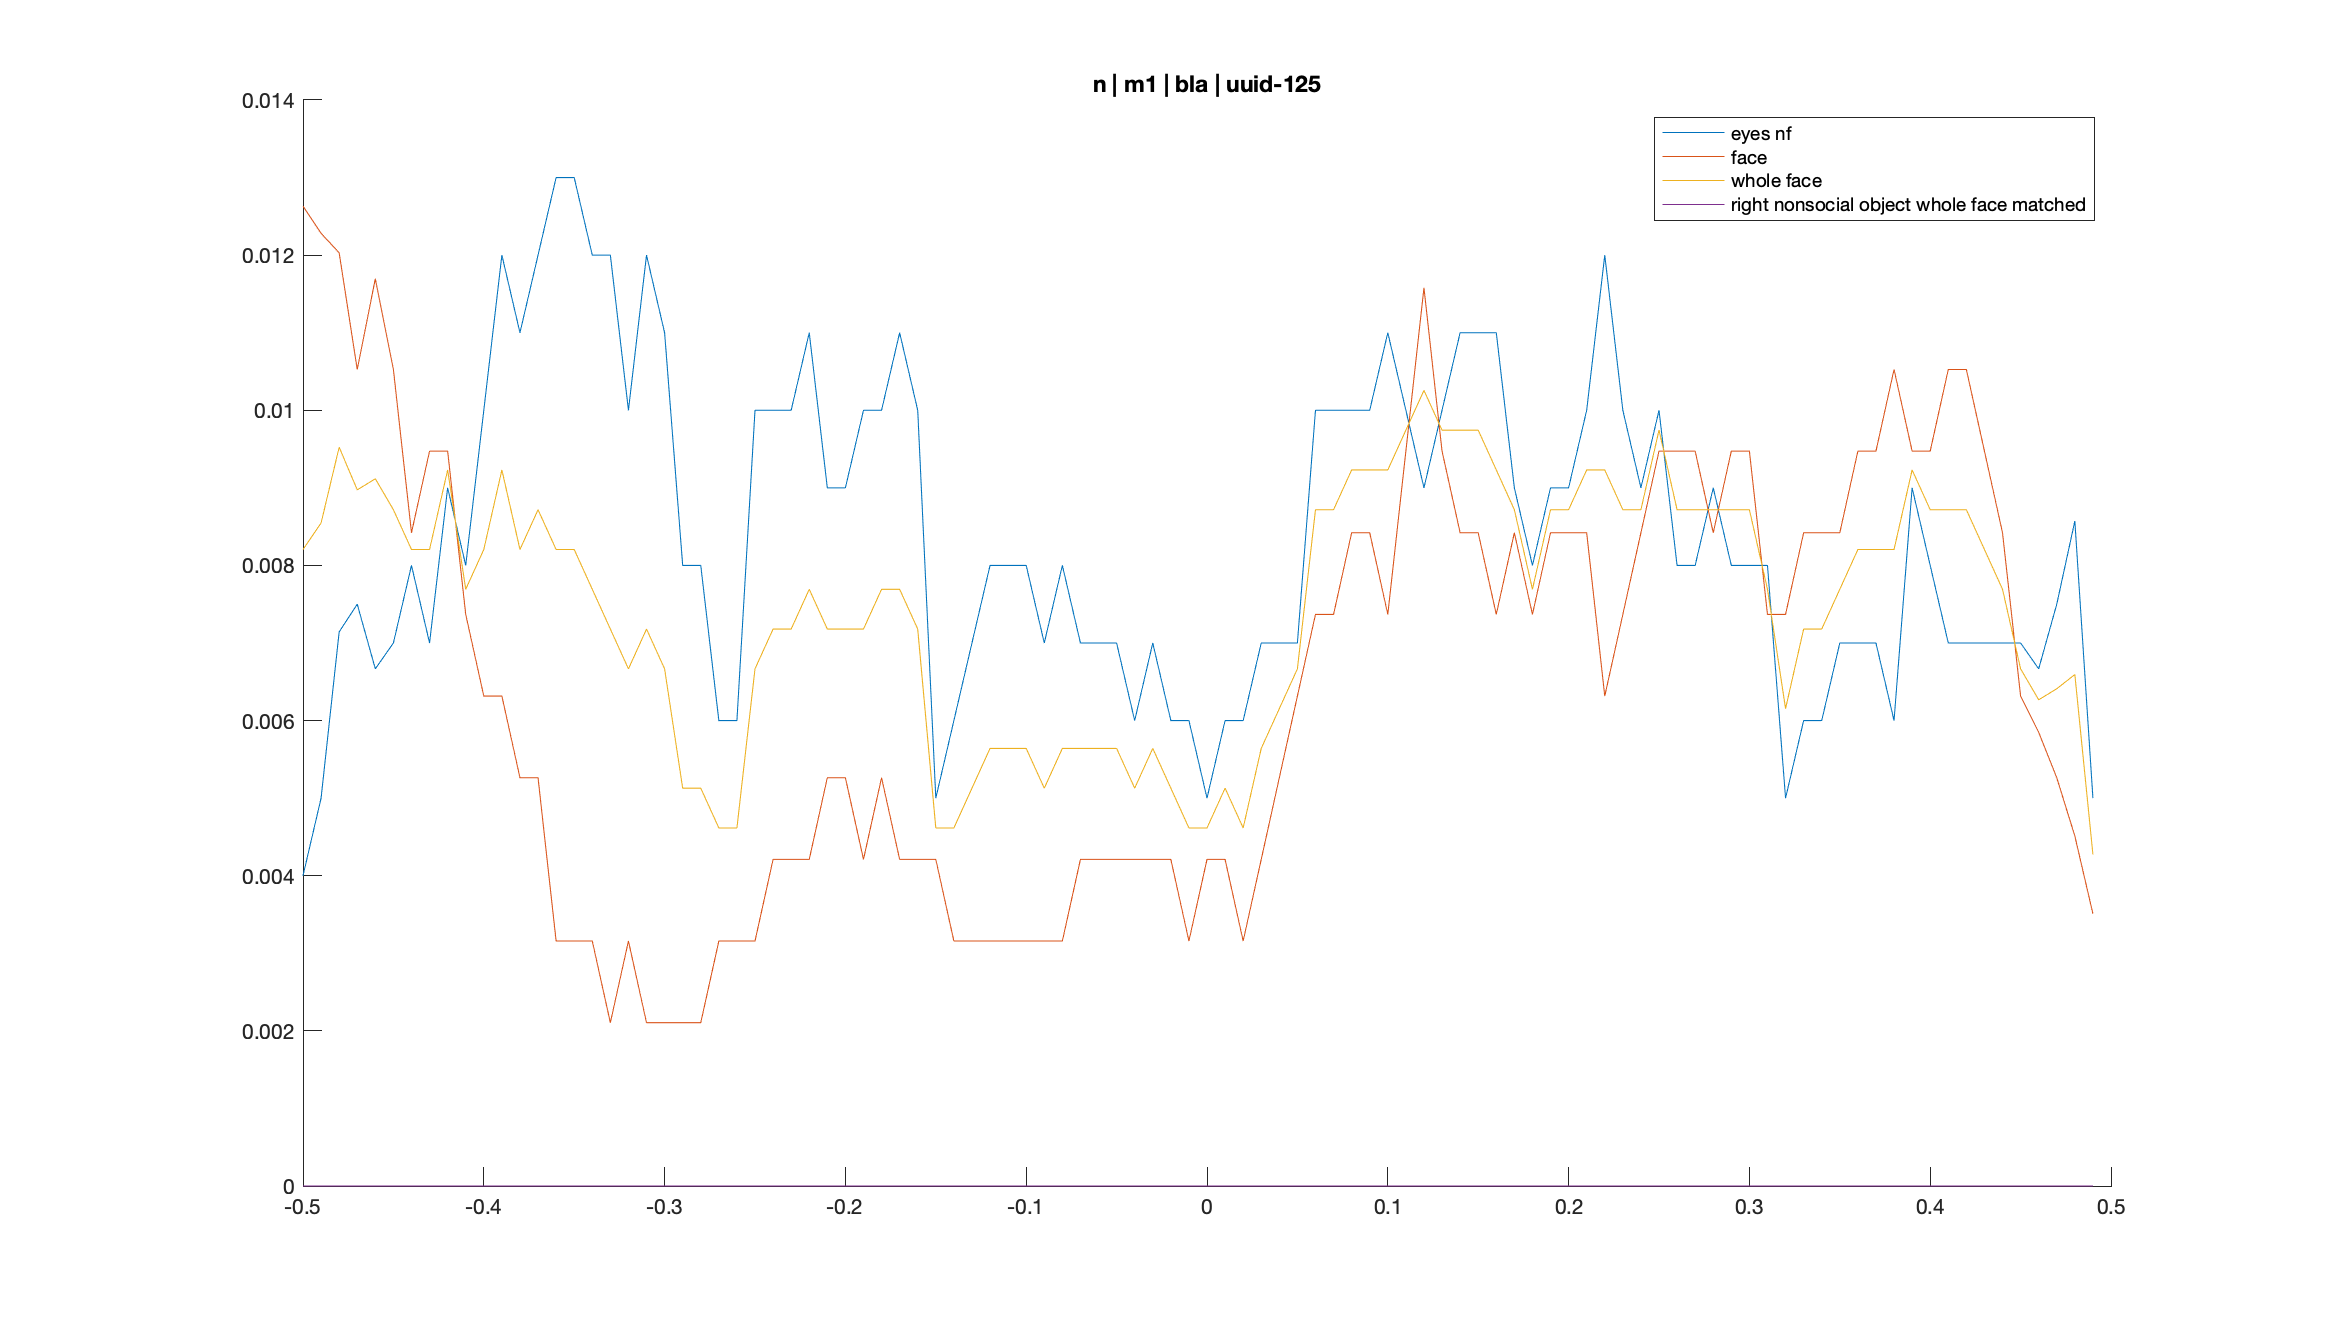 n | m1 | bla | uuid-125
0.014
0.012
0.01
0.008
0.006
0.004
0.002
0
-0.5 -0.4 -0.3 -0.2 -0.1 0 0.1 0.2 0.3 0.4 0.5
eyes nf
face
whole face
right nonsocial object whole face matched